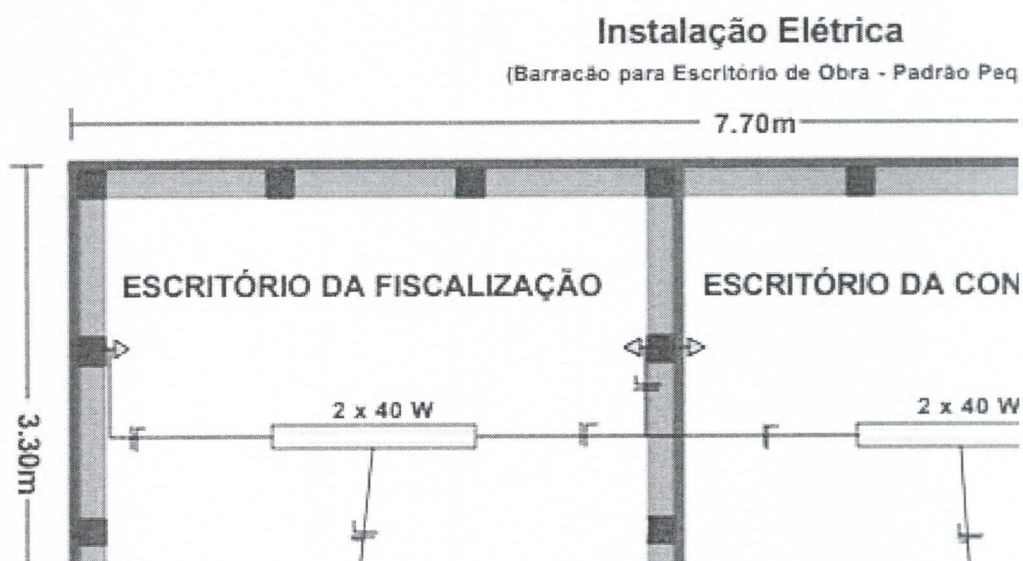 Instalação Elétrica
(Barracão para Escritório de Obra - Padrão Peq
7.70m
ESCRITÓRIO DA FISCALIZAÇÃO
ESCRITÓRIO DA CON
2 x 40 W
2 x 40 W
3.30m